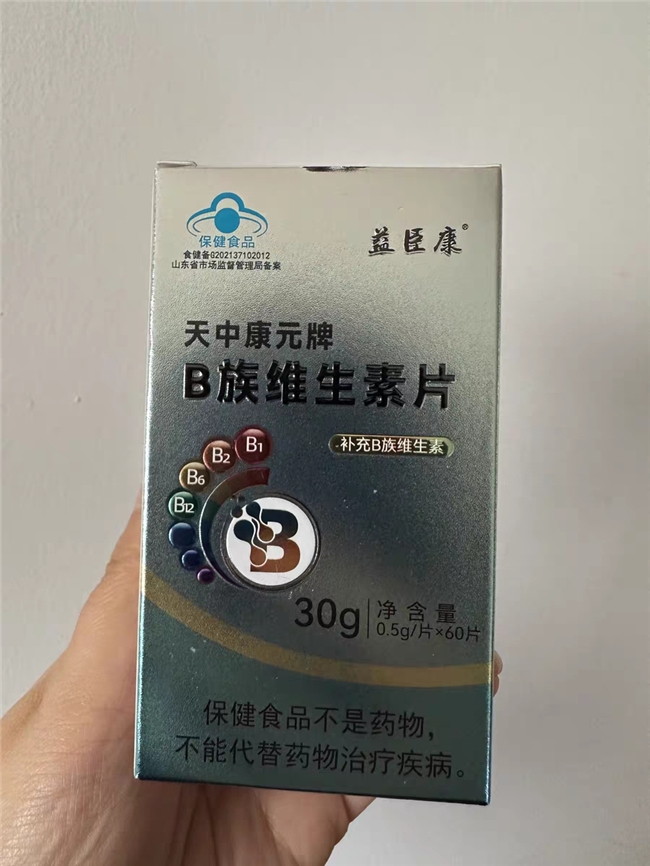 保健食品
食健备G202137102012
山东省市场监督管理局备案
益臣康®
天中康元牌
B族维生素片
补充B族维生素
B1
B2
B6
B12
B
30g
净含量
0.5g/片×60片
保健食品不是药物，
不能代替药物治疗疾病。